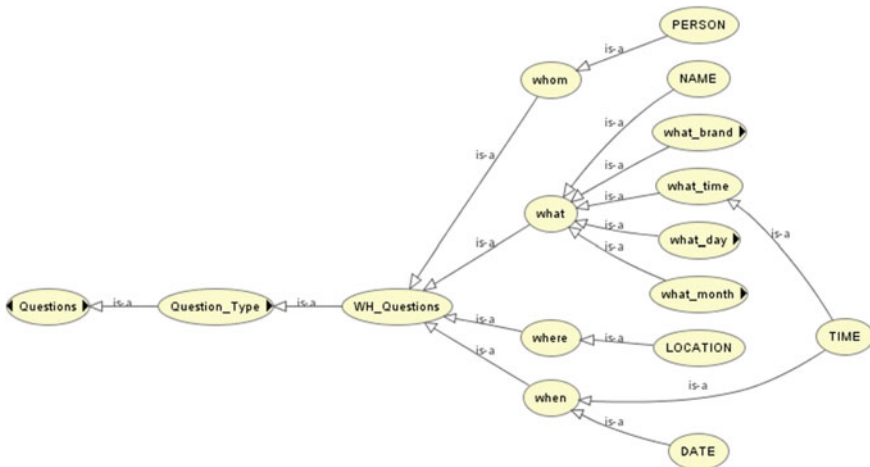 PERSON
is-a
whom
NAME
is-a
is-a
what_brand
is-a
is-a
what_time
what
is-a
is-a
what_day
is-a
is-a
what_month
Questions
is-a
Question_Type
is-a
WH_Questions
is-a
where
is-a
LOCATION
TIME
is-a
is-a
when
is-a
DATE